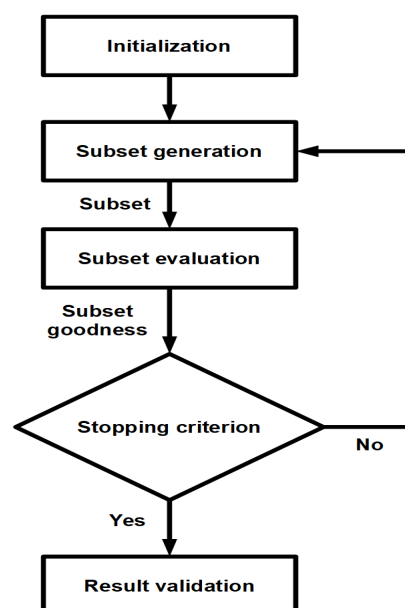 Initialization
Subset generation
Subset
Subset evaluation
Subset
goodness
Stopping criterion
No
Yes
Result validation